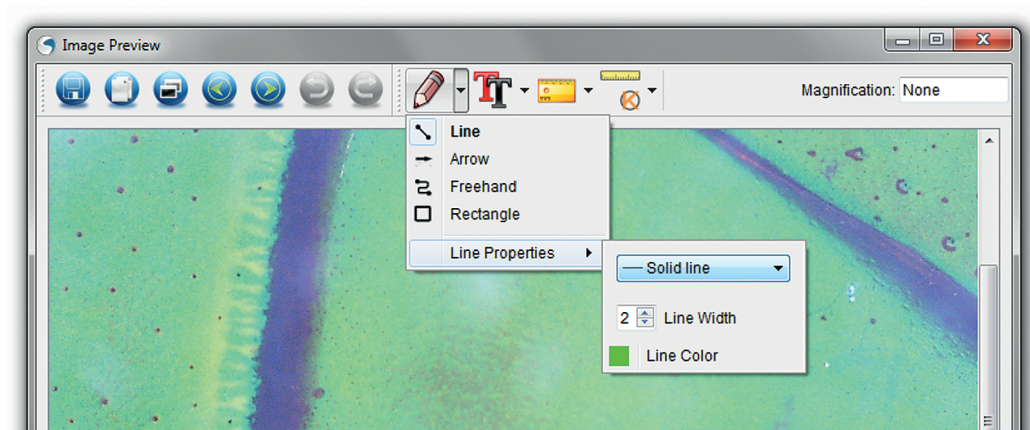 Image Preview
Magnification: None
Line
Arrow
Freehand
Rectangle
Line Properties
Solid line
2 Line Width
Line Color